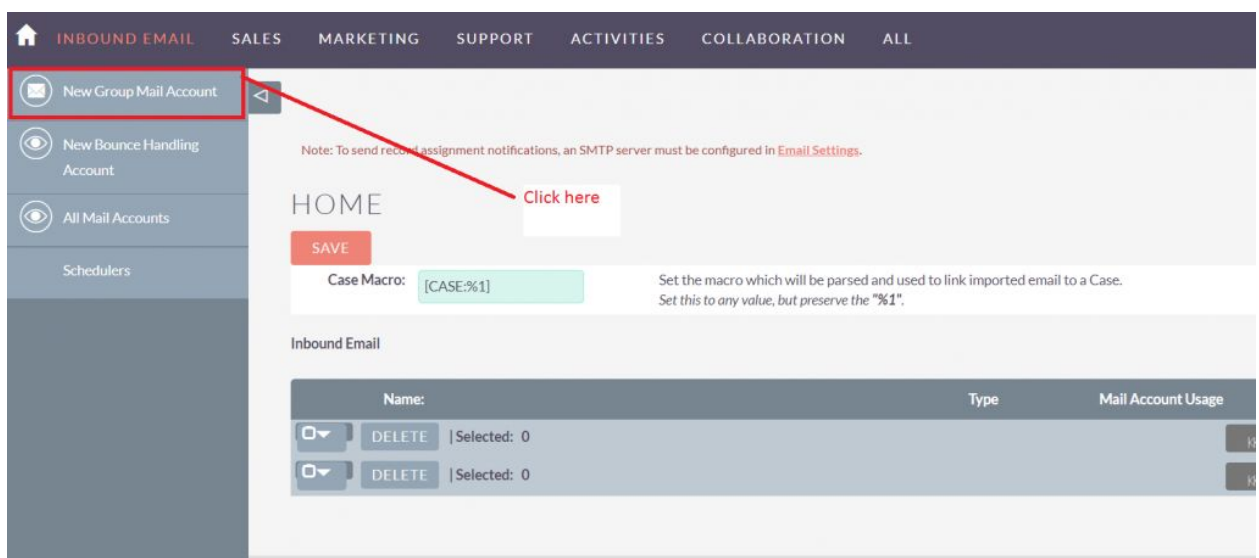 INBOUND EMAIL SALES MARKETING SUPPORT ACTIVITIES COLLABORATION ALL
New Group Mail Account
New Bounce Handling
Account
All Mail Accounts
Schedulers
Note: To send record assignment notifications, an SMTP server must be configured in Email Settings.
Click here
HOME
SAVE
Case Macro: [CASE:%1] Set the macro which will be parsed and used to link imported email to a Case.
Set this to any value, but preserve the "%1".
Inbound Email
Name: Type Mail Account Usage
DELETE | Selected: 0
DELETE | Selected: 0